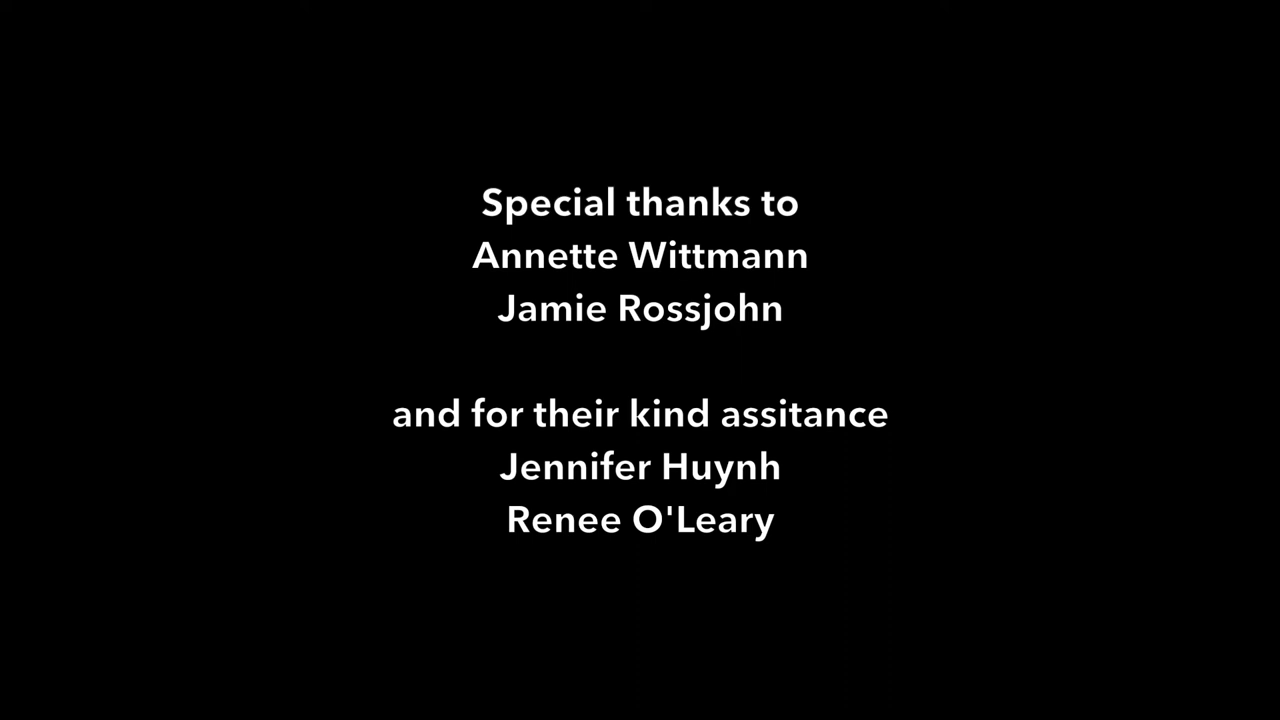 Special thanks to
Annette Wittmann
Jamie Rossjohn
and for their kind assitance
Jennifer Huynh
Renee O'Leary